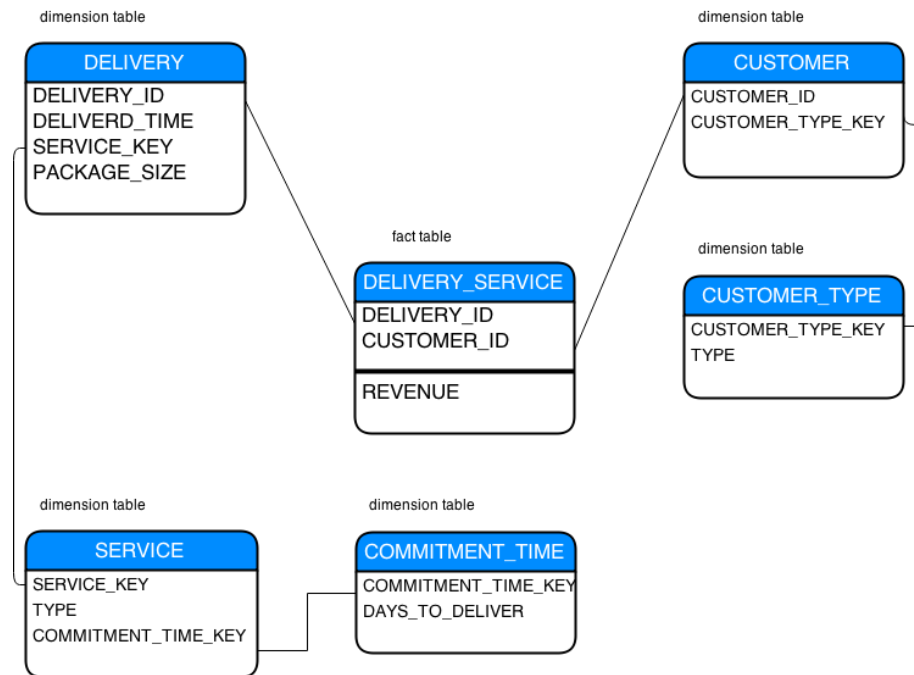 dimension table
DELIVERY
DELIVERY_ID
DELIVERD_TIME
SERVICE_KEY
PACKAGE_SIZE
dimension table
CUSTOMER
CUSTOMER_ID
CUSTOMER_TYPE_KEY
fact table
DELIVERY_SERVICE
DELIVERY_ID
CUSTOMER_ID
REVENUE
dimension table
CUSTOMER_TYPE
CUSTOMER_TYPE_KEY
TYPE
dimension table
SERVICE
SERVICE_KEY
TYPE
COMMITMENT_TIME_KEY
dimension table
COMMITMENT_TIME
COMMITMENT_TIME_KEY
DAYS_TO_DELIVER